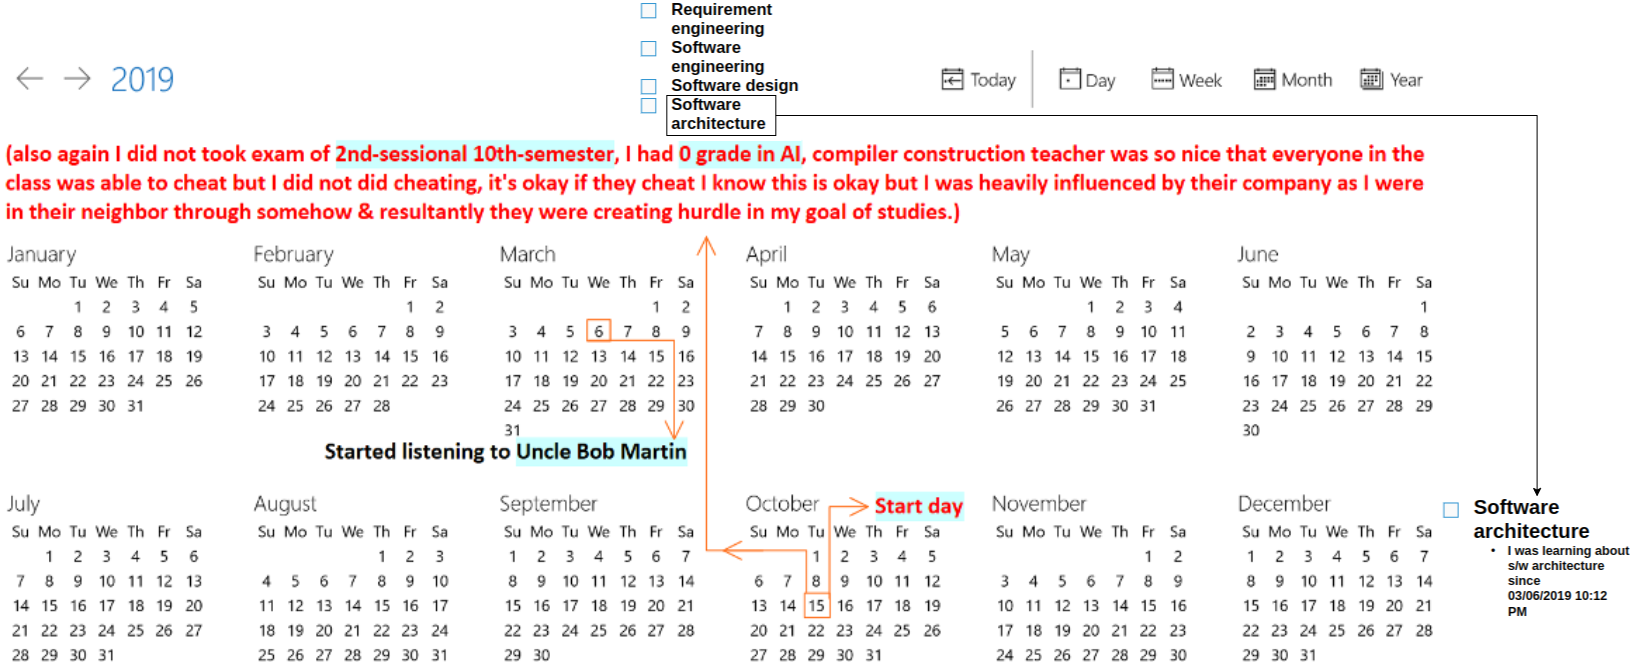 Requirement
engineering
Software
engineering
Software design
Software
architecture
2019
Today
Day
Week
Month
Year
(also again I did not took exam of 2nd-sessional 10th-semester, I had 0 grade in AI, compiler construction teacher was so nice that everyone in the
class was able to cheat but I did not did cheating, it's okay if they cheat I know this is okay but I was heavily influenced by their company as I were
in their neighbor through somehow & resultantly they were creating hurdle in my goal of studies.)
January
Su Mo Tu We Th Fr Sa
1 2 3 4 5
6 7 8 9 10 11 12
13 14 15 16 17 18 19
20 21 22 23 24 25 26
27 28 29 30 31
February
Su Mo Tu We Th Fr Sa
1 2
3 4 5 6 7 8 9
10 11 12 13 14 15 16
17 18 19 20 21 22 23
24 25 26 27 28
March
Su Mo Tu We Th Fr Sa
1 2
3 4 5 6 7 8 9
10 11 12 13 14 15 16
17 18 19 20 21 22 23
24 25 26 27 28 29 30
31
April
Su Mo Tu We Th Fr Sa
1 2 3 4 5 6
7 8 9 10 11 12 13
14 15 16 17 18 19 20
21 22 23 24 25 26 27
28 29 30
May
Su Mo Tu We Th Fr Sa
1 2 3 4
5 6 7 8 9 10 11
12 13 14 15 16 17 18
19 20 21 22 23 24 25
26 27 28 29 30 31
June
Su Mo Tu We Th Fr Sa
1
2 3 4 5 6 7 8
9 10 11 12 13 14 15
16 17 18 19 20 21 22
23 24 25 26 27 28 29
30
Started listening to Uncle Bob Martin
July
Su Mo Tu We Th Fr Sa
1 2 3 4 5 6
7 8 9 10 11 12 13
14 15 16 17 18 19 20
21 22 23 24 25 26 27
28 29 30 31
August
Su Mo Tu We Th Fr Sa
1 2 3
4 5 6 7 8 9 10
11 12 13 14 15 16 17
18 19 20 21 22 23 24
25 26 27 28 29 30 31
September
Su Mo Tu We Th Fr Sa
1 2 3 4 5 6 7
8 9 10 11 12 13 14
15 16 17 18 19 20 21
22 23 24 25 26 27 28
29 30
October
Start day
Su Mo Tu We Th Fr Sa
1 2 3 4 5
6 7 8 9 10 11 12
13 14 15 16 17 18 19
20 21 22 23 24 25 26
27 28 29 30 31
November
Su Mo Tu We Th Fr Sa
1 2
3 4 5 6 7 8 9
10 11 12 13 14 15 16
17 18 19 20 21 22 23
24 25 26 27 28 29 30
December
Su Mo Tu We Th Fr Sa
1 2 3 4 5 6 7
8 9 10 11 12 13 14
15 16 17 18 19 20 21
22 23 24 25 26 27 28
29 30 31
Software
architecture
• I was learning about
s/w architecture
since
03/06/2019 10:12
PM